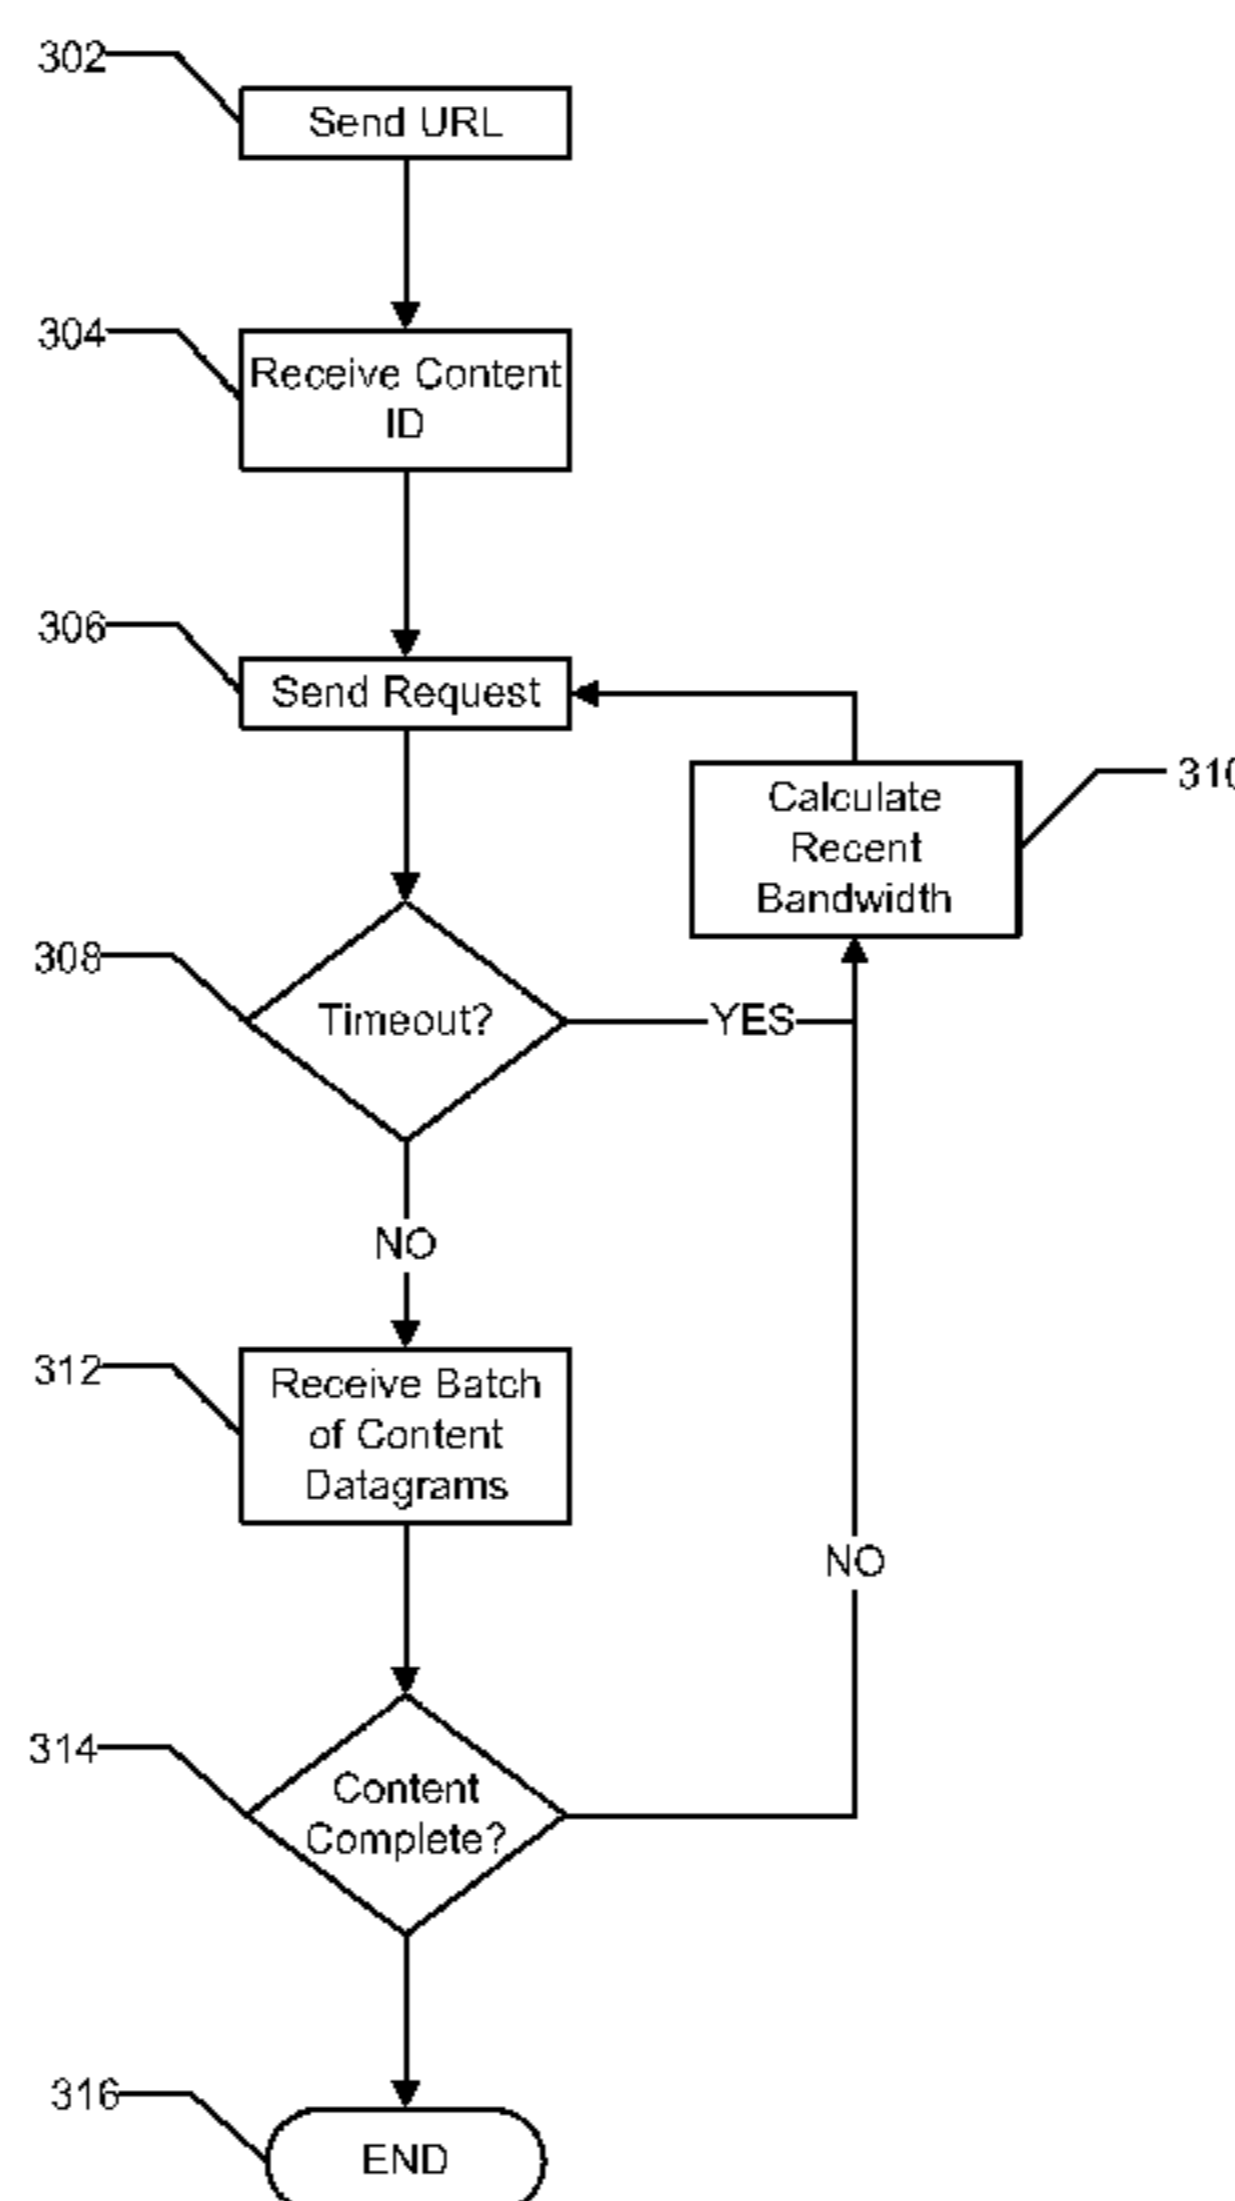 302
Send URL
304
Receive Content
ID
306
Send Request
310
Calculate
Recent
Bandwidth
308
Timeout?
YES
NO
312
Receive Batch
of Content
Datagrams
NO
314
Content
Complete?
316
END